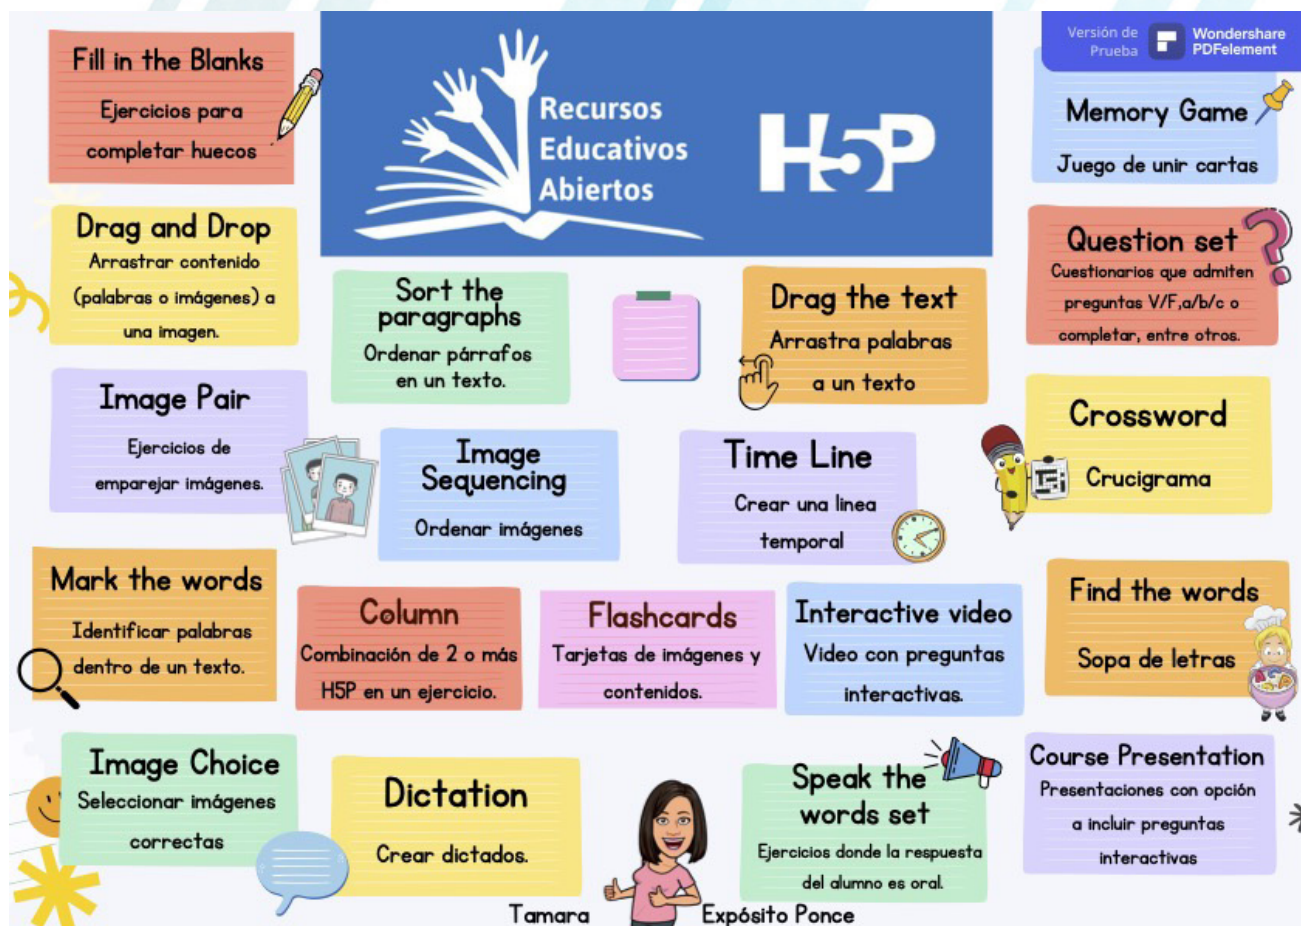 Fill in the Blanks
Ejercicios para
completar huecos
Recursos
Educativos
Abiertos
H5P
Versión de
Prueba
Wondershare
PDFelement
Memory Game
Juego de unir cartas
Drag and Drop
Arrastrar contenido
(palabras o imágenes) a
una imagen.
Sort the
paragraphs
Ordenar párrafos
en un texto.
Drag the text
Arrastra palabras
a un texto
Question set
Cuestionarios que admiten
preguntas V/F,a/b/c o
completar, entre otros.
Image Pair
Ejercicios de
emparejar imágenes.
Image
Sequencing
Ordenar imágenes
Time Line
Crear una linea
temporal
Crossword
Crucigrama
Mark the words
Identificar palabras
dentro de un texto.
Column
Combinación de 2 o más
H5P en un ejercicio.
Flashcards
Tarjetas de imágenes y
contenidos.
Interactive video
Video con preguntas
interactivas.
Find the words
Sopa de letras
Image Choice
Seleccionar imágenes
correctas
Dictation
Crear dictados.
Speak the
words set
Ejercicios donde la respuesta
del alumno es oral.
Course Presentation
Presentaciones con opción
a incluir preguntas
interactivas
Tamara Expósito Ponce